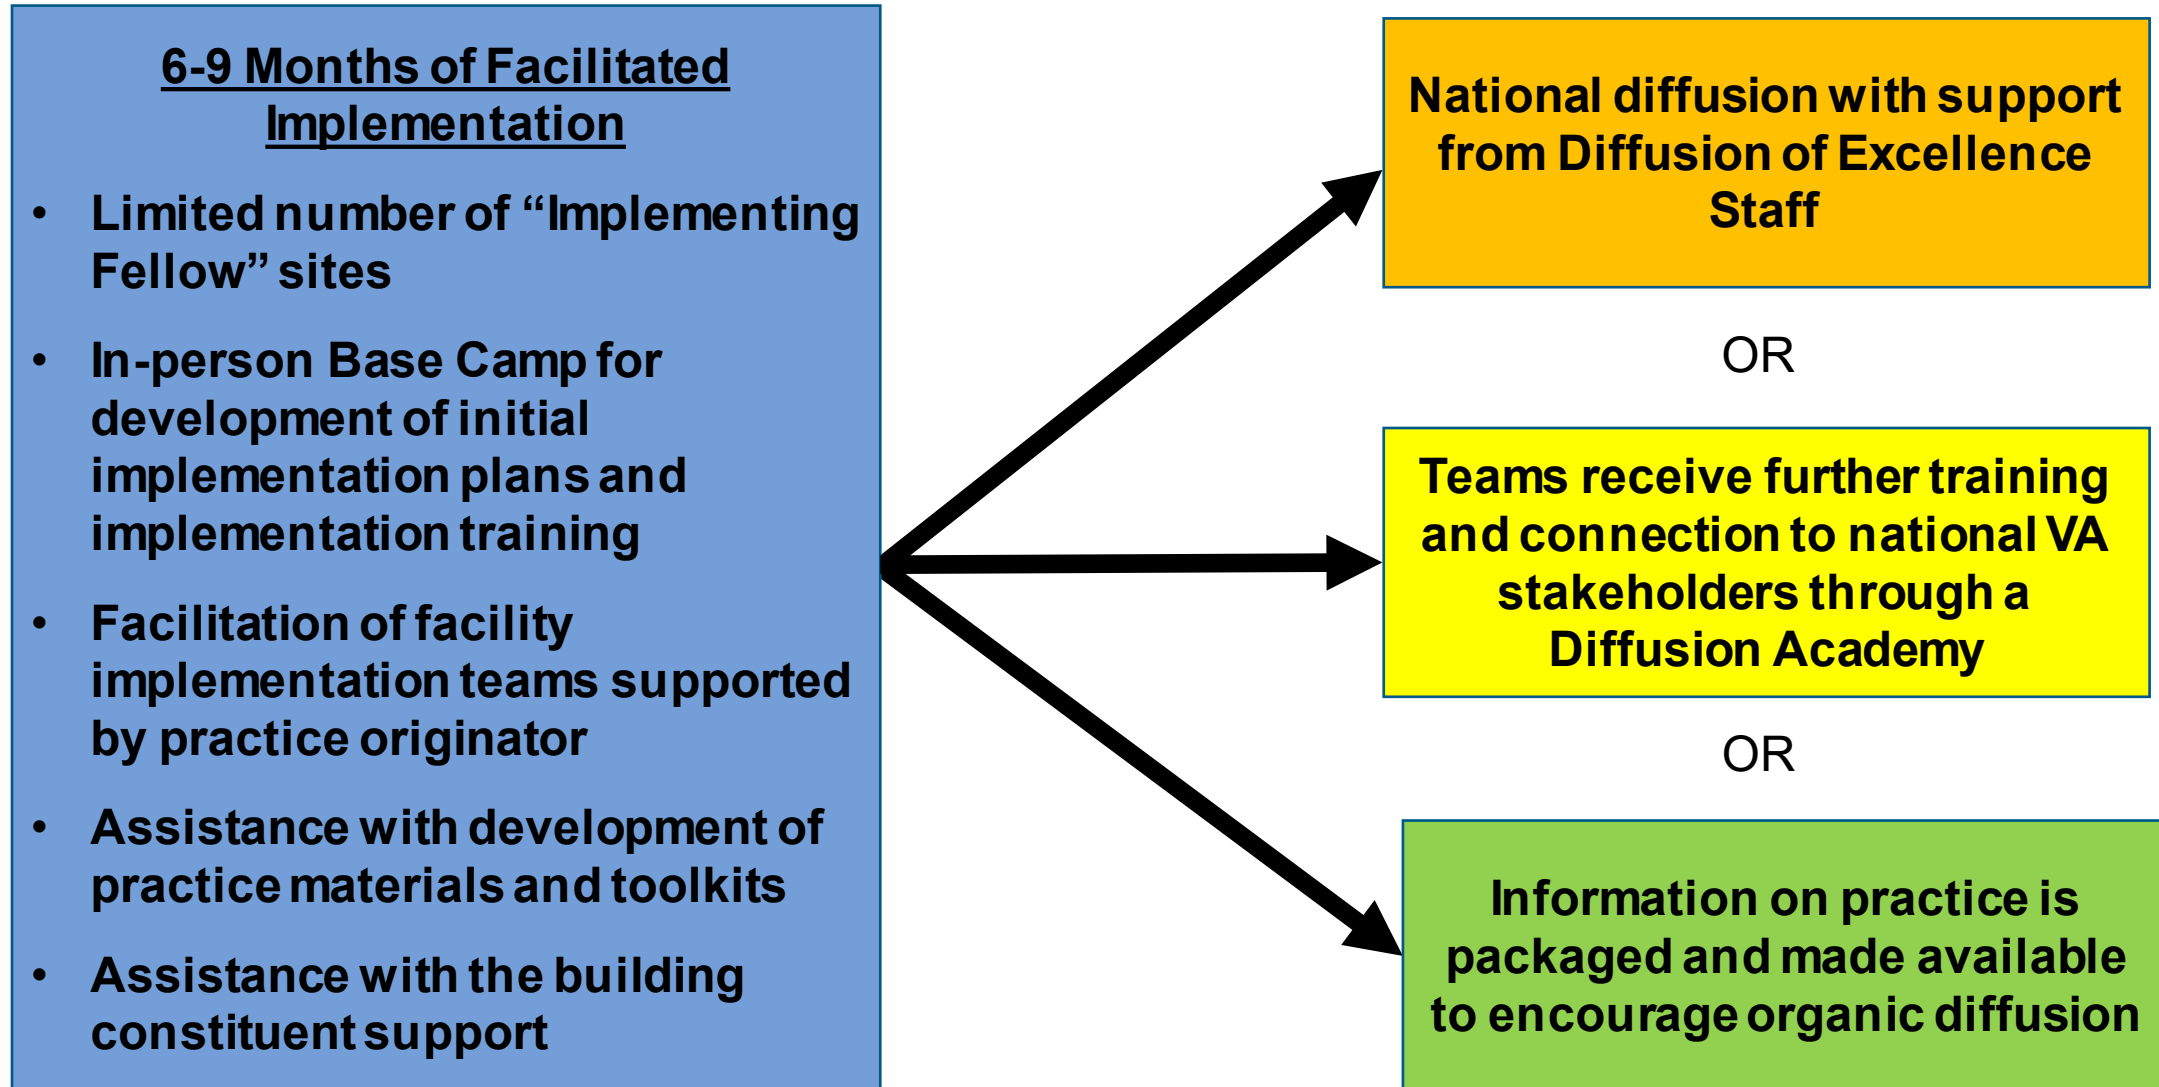 6-9 Months of Facilitated
Implementation
• Limited number of “Implementing
Fellow” sites
• In-person Base Camp for
development of initial
implementation plans and
implementation training
• Facilitation of facility
implementation teams supported
by practice originator
• Assistance with development of
practice materials and toolkits
• Assistance with the building
constituent support
National diffusion with support
from Diffusion of Excellence
Staff
OR
Teams receive further training
and connection to national VA
stakeholders through a
Diffusion Academy
OR
Information on practice is
packaged and made available
to encourage organic diffusion